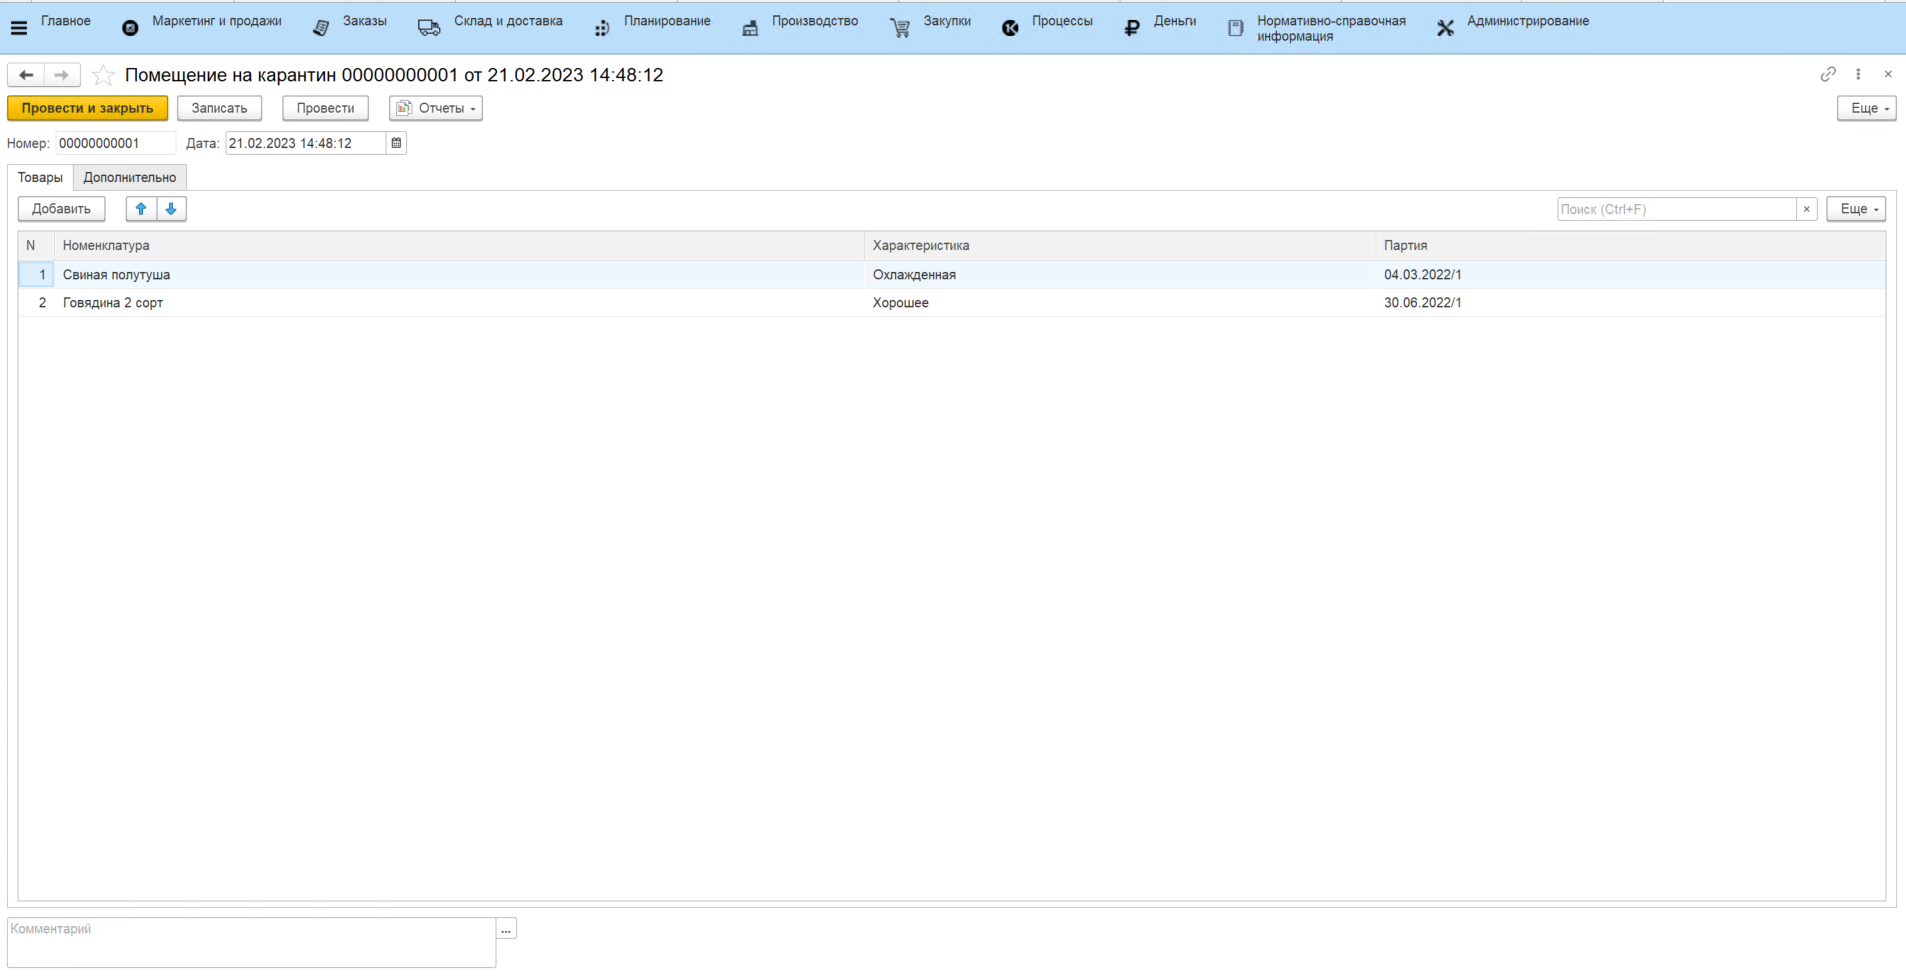 Главное
Маркетинг и продажи
Заказы
Склад и доставка
Планирование
Производство
Закупки
Процессы
Деньги
Нормативно-справочная
информация
Администрирование
Помещение на карантин 00000000001 от 21.02.2023 14:48:12
Провести и закрыть
Записать
Провести
Отчеты
Еще
Номер: 00000000001 Дата: 21.02.2023 14:48:12
Товары
Дополнительно
Добавить
Поиск (Ctrl+F)
×
Еще
N Номенклатура Характеристика Партия
1 Свиная полутуша Охлажденная 04.03.2022/1
2 Говядина 2 сорт Хорошее 30.06.2022/1
Комментарий
...